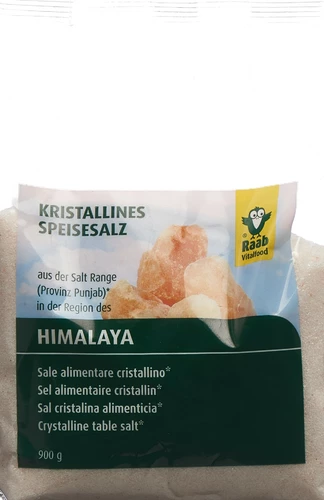 KRISTALLINES
SPEISESALZ
Raab
Vitalfood
aus der Salt Range
(Provinz Punjab)*
in der Region des
HIMALAYA
Sale alimentare cristallino*
Sel alimentaire cristallin*
Sal cristalina alimenticia*
Crystalline table salt*
900 g